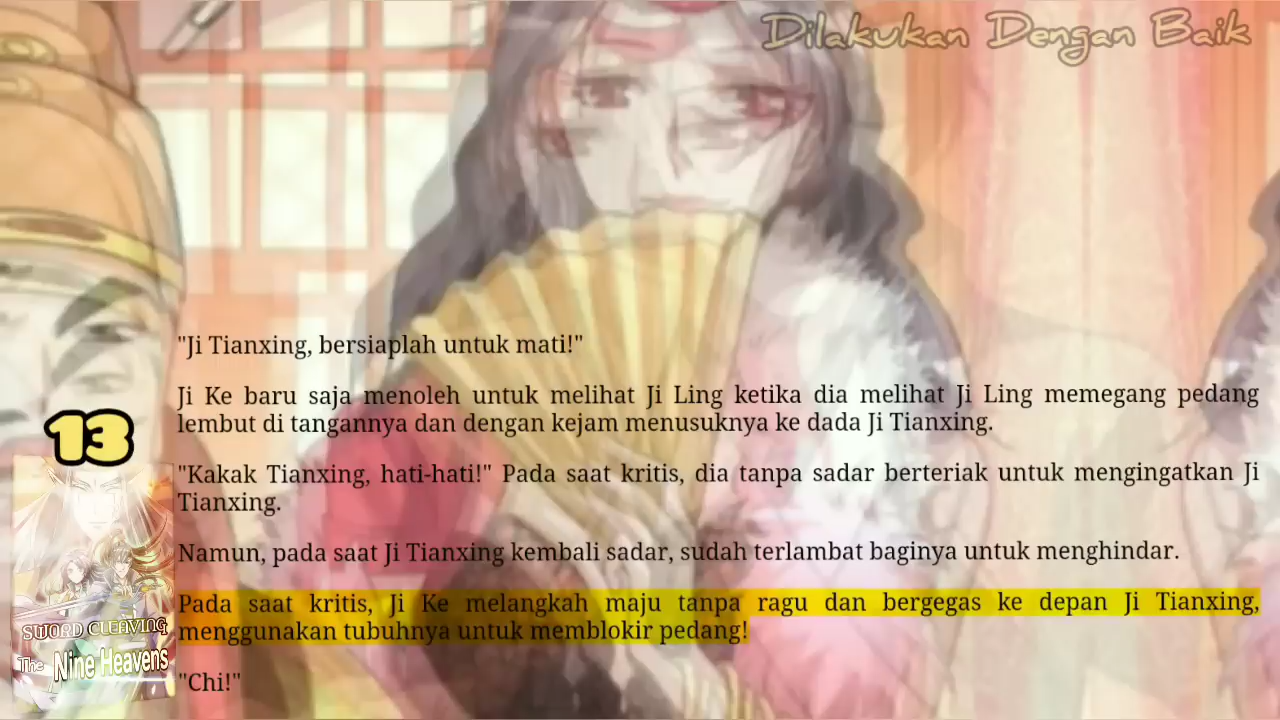 Dilakukan Dengan Baik
"Ji Tianxing, bersiaplah untuk mati!"
Ji Ke baru saja menoleh untuk melihat Ji Ling ketika dia melihat Ji Ling memegang pedang
lembut di tangannya dan dengan kejam menusuknya ke dada Ji Tianxing.
"Kakak Tianxing, hati-hati!" Pada saat kritis, dia tanpa sadar berteriak untuk mengingatkan Ji
Tianxing.
Namun, pada saat Ji Tianxing kembali sadar, sudah terlambat baginya untuk menghindar.
Pada saat kritis, Ji Ke melangkah maju tanpa ragu dan bergegas ke depan Ji Tianxing,
menggunakan tubuhnya untuk memblokir pedang!
"Chi!"
13
SWORD CLEAVING
The Nine Heavens